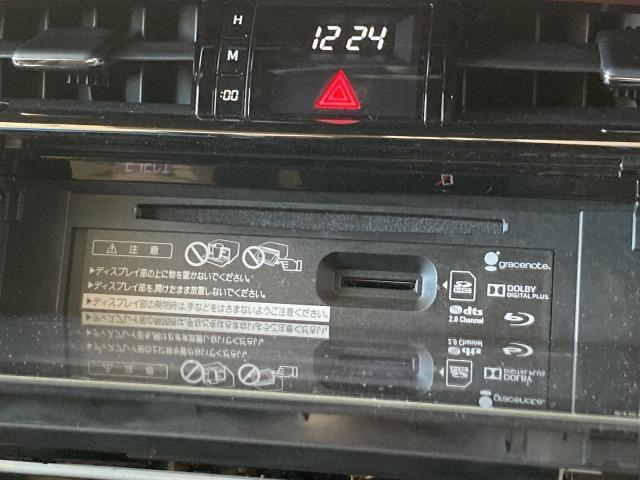 H
12:24
M
:00
EJECT
⚠ 注意
▶ディスプレイ部の上に物を置かないでください。
▶ディスプレイ部を、開けたまま放置しないでください。
▶ディスプレイ部の開閉時は、手などをはさまないようご注意ください。
gracenote.
SD HC
DOLBY
DIGITAL PLUS
dts
2.0 Channel